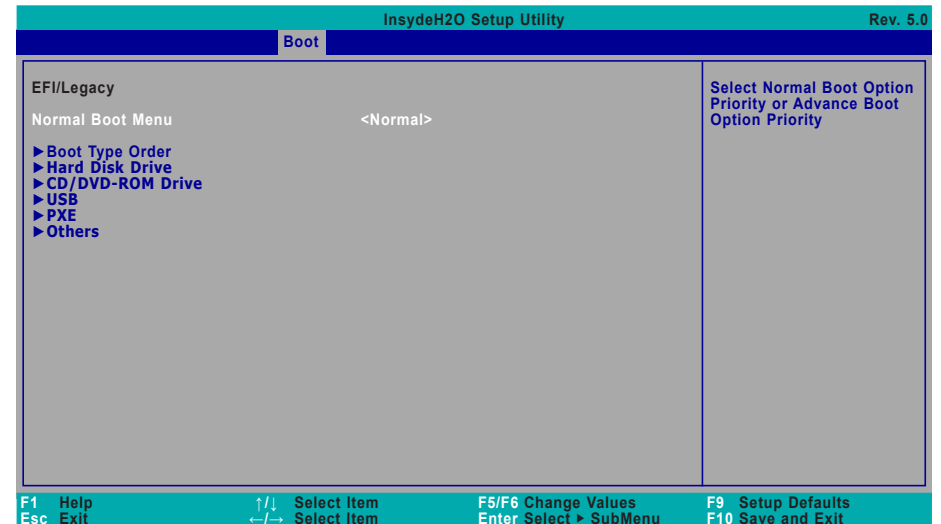 InsydeH2O Setup Utility Rev. 5.0
Boot
EFI/Legacy
Normal Boot Menu <Normal>
►Boot Type Order
►Hard Disk Drive
►CD/DVD-ROM Drive
►USB
►PXE
►Others
Select Normal Boot Option
Priority or Advance Boot
Option Priority
F1 Help ↑/↓ Select Item F5/F6 Change Values F9 Setup Defaults
Esc Exit ←/→ Select Item Enter Select ► SubMenu F10 Save and Exit